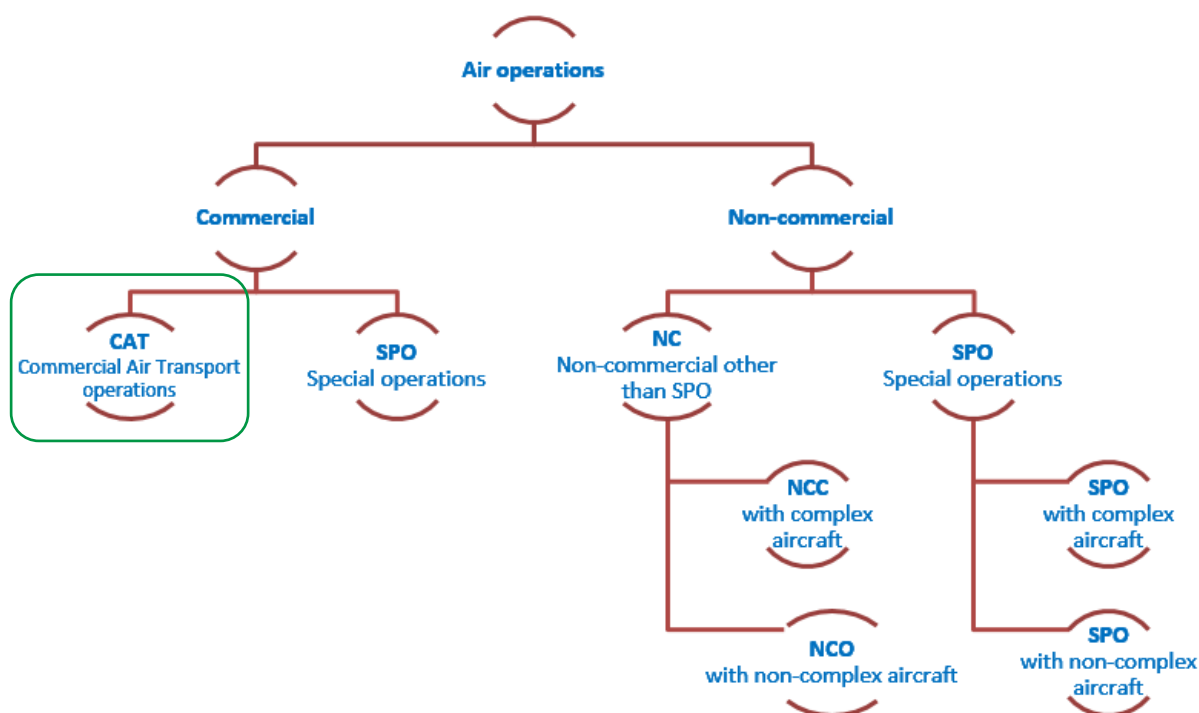 Air operations
Commercial
Non-commercial
CAT
Commercial Air Transport
operations
SPO
Special operations
NC
Non-commercial other
than SPO
SPO
Special operations
NCC
with complex
aircraft
SPO
with complex
aircraft
NCO
with non-complex aircraft
SPO
with non-complex
aircraft